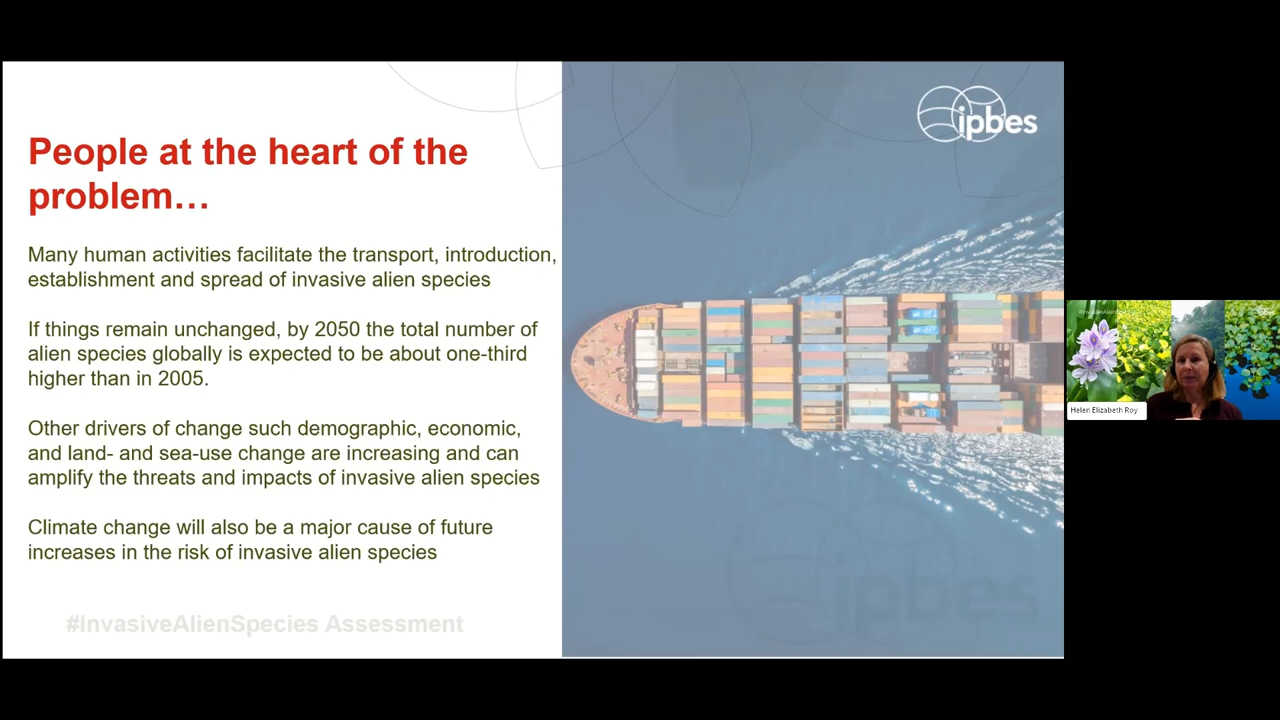 ipbes
People at the heart of the
problem…
Many human activities facilitate the transport, introduction,
establishment and spread of invasive alien species
If things remain unchanged, by 2050 the total number of
alien species globally is expected to be about one-third
higher than in 2005.
Other drivers of change such demographic, economic,
and land- and sea-use change are increasing and can
amplify the threats and impacts of invasive alien species
Climate change will also be a major cause of future
increases in the risk of invasive alien species
#InvasiveAlienSpecies Assessment
ipbes
Helen Elizabeth Roy